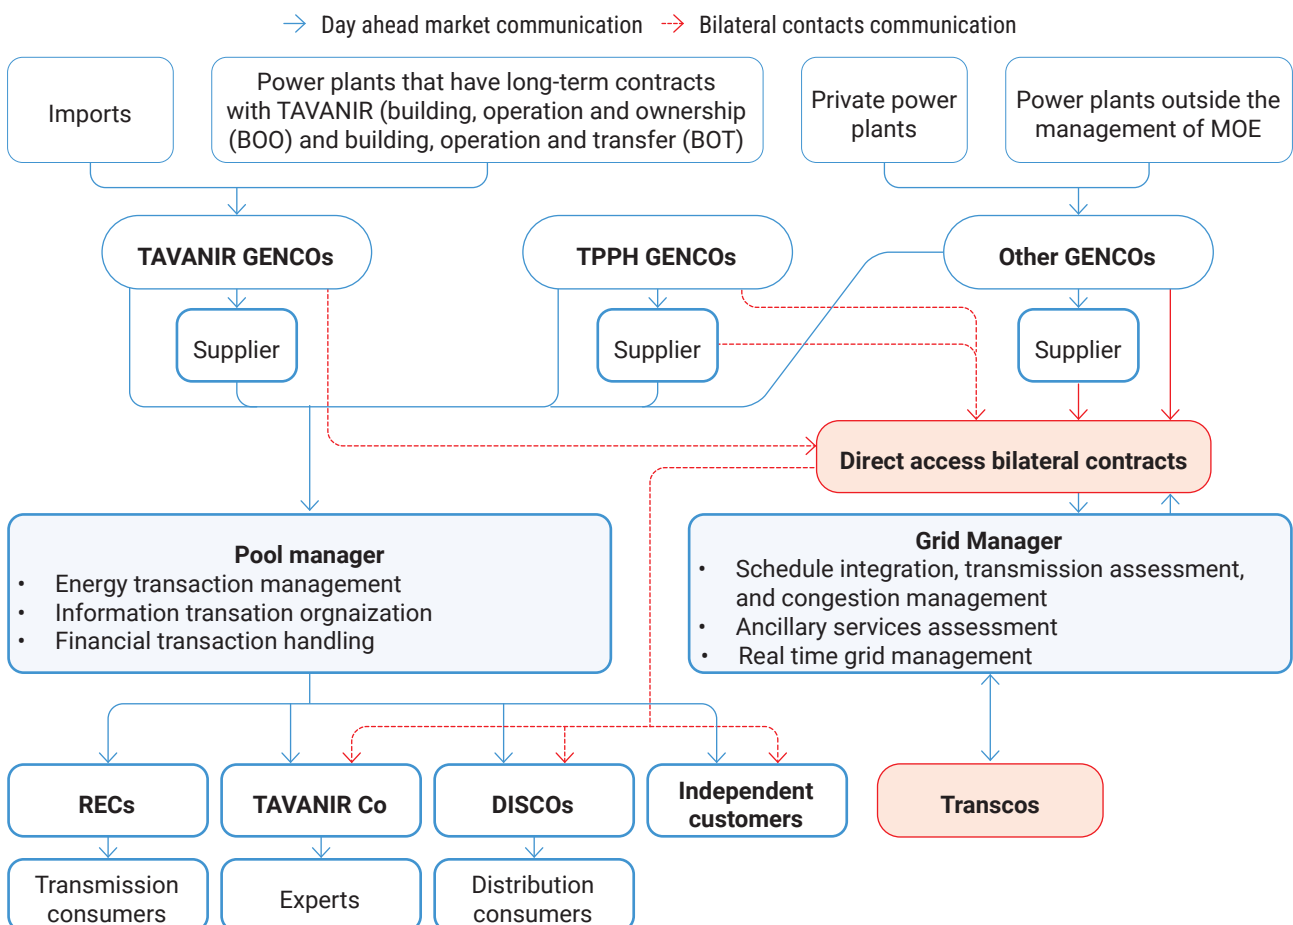 Day ahead market communication
Bilateral contacts communication
Imports
Power plants that have long-term contracts
with TAVANIR (building, operation and ownership
(BOO) and building, operation and transfer (BOT)
Private power
plants
Power plants outside the
management of MOE
TAVANIR GENCOs
TPPH GENCOs
Other GENCOs
Supplier
Supplier
Supplier
Direct access bilateral contracts
Pool manager
• Energy transaction management
• Information transation orgnaization
• Financial transaction handling
Grid Manager
• Schedule integration, transmission assessment,
and congestion management
• Ancillary services assessment
• Real time grid management
RECs
TAVANIR Co
DISCOs
Independent
customers
Transcos
Transmission
consumers
Experts
Distribution
consumers